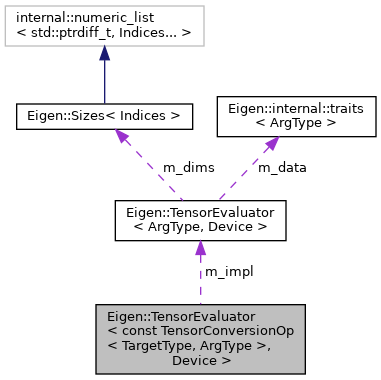 internal::numeric_list
< std::ptrdiff_t, Indices... >
Eigen::Sizes< Indices >
Eigen::internal::traits
< ArgType >
m_dims
m_data
Eigen::TensorEvaluator
< ArgType, Device >
m_impl
Eigen::TensorEvaluator
< const TensorConversionOp
< TargetType, ArgType >,
Device >